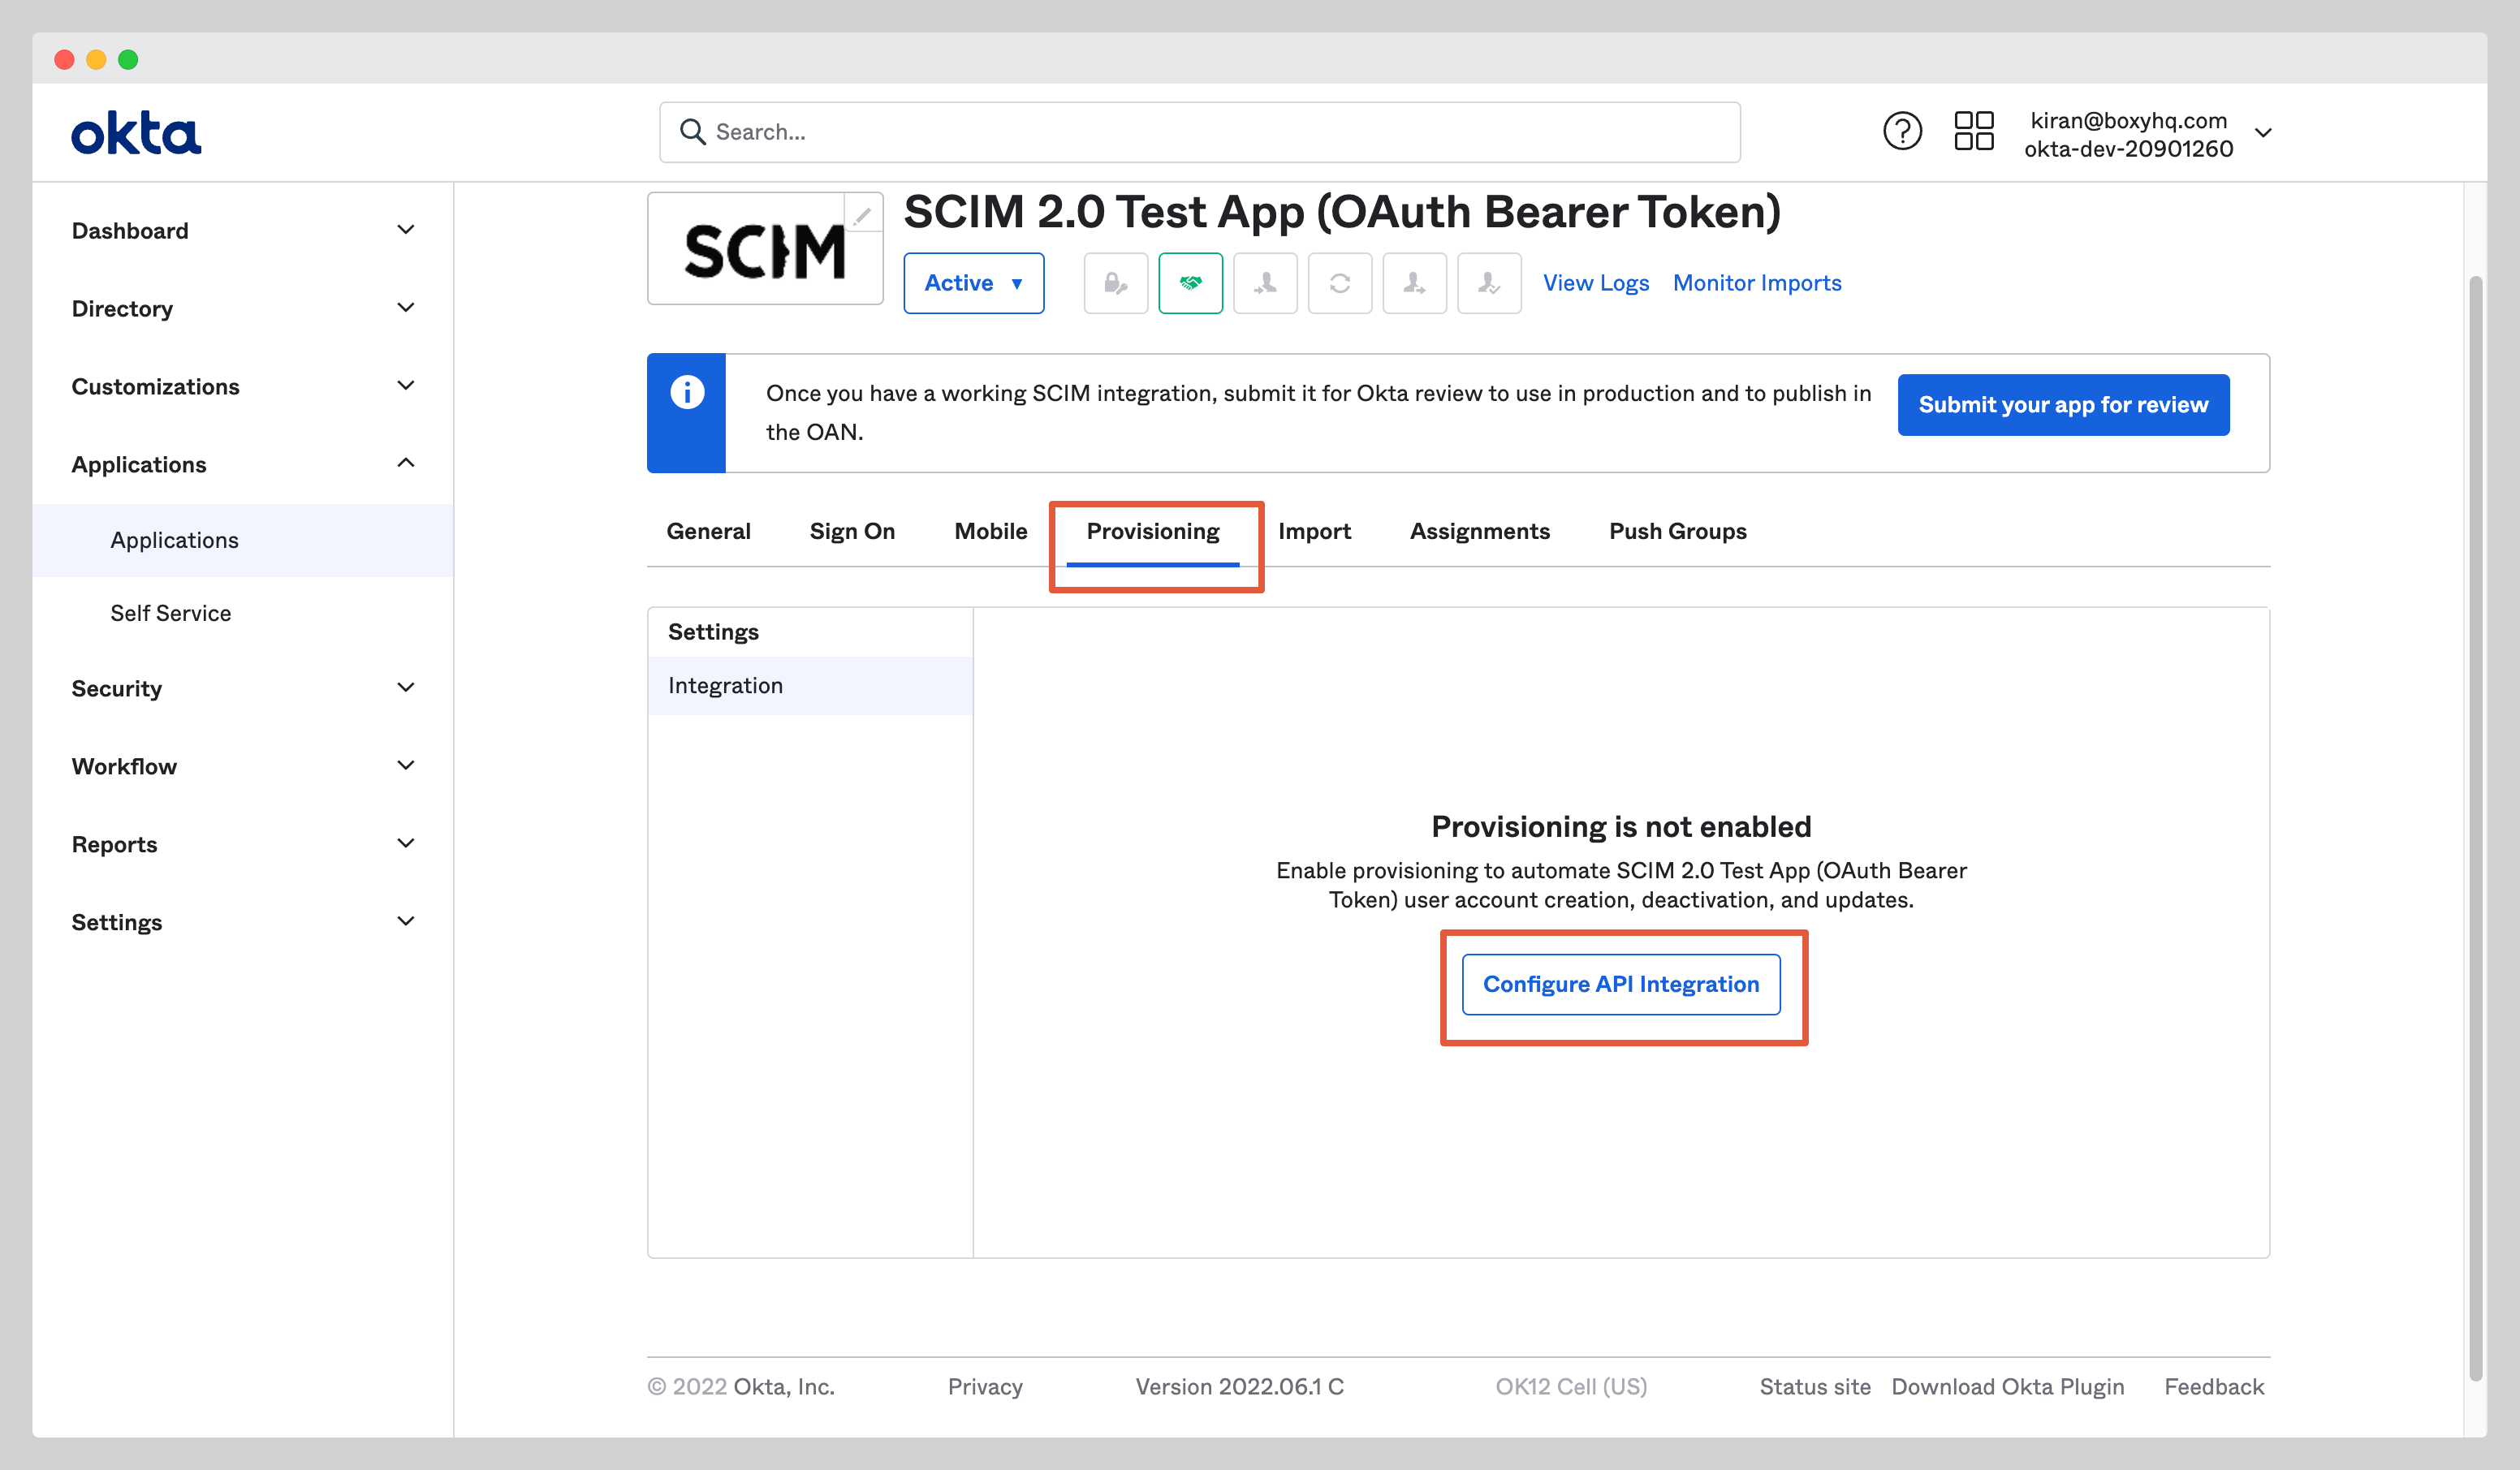 okta
Search...
kiran@boxyhq.com
okta-dev-20901260
Dashboard
Directory
Customizations
Applications
Applications
Self Service
Security
Workflow
Reports
Settings
SCIM
SCIM 2.0 Test App (OAuth Bearer Token)
Active
View Logs
Monitor Imports
Once you have a working SCIM integration, submit it for Okta review to use in production and to publish in
the OAN.
Submit your app for review
General
Sign On
Mobile
Provisioning
Import
Assignments
Push Groups
Settings
Integration
Provisioning is not enabled
Enable provisioning to automate SCIM 2.0 Test App (OAuth Bearer
Token) user account creation, deactivation, and updates.
Configure API Integration
© 2022 Okta, Inc.
Privacy
Version 2022.06.1 C
OK12 Cell (US)
Status site
Download Okta Plugin
Feedback